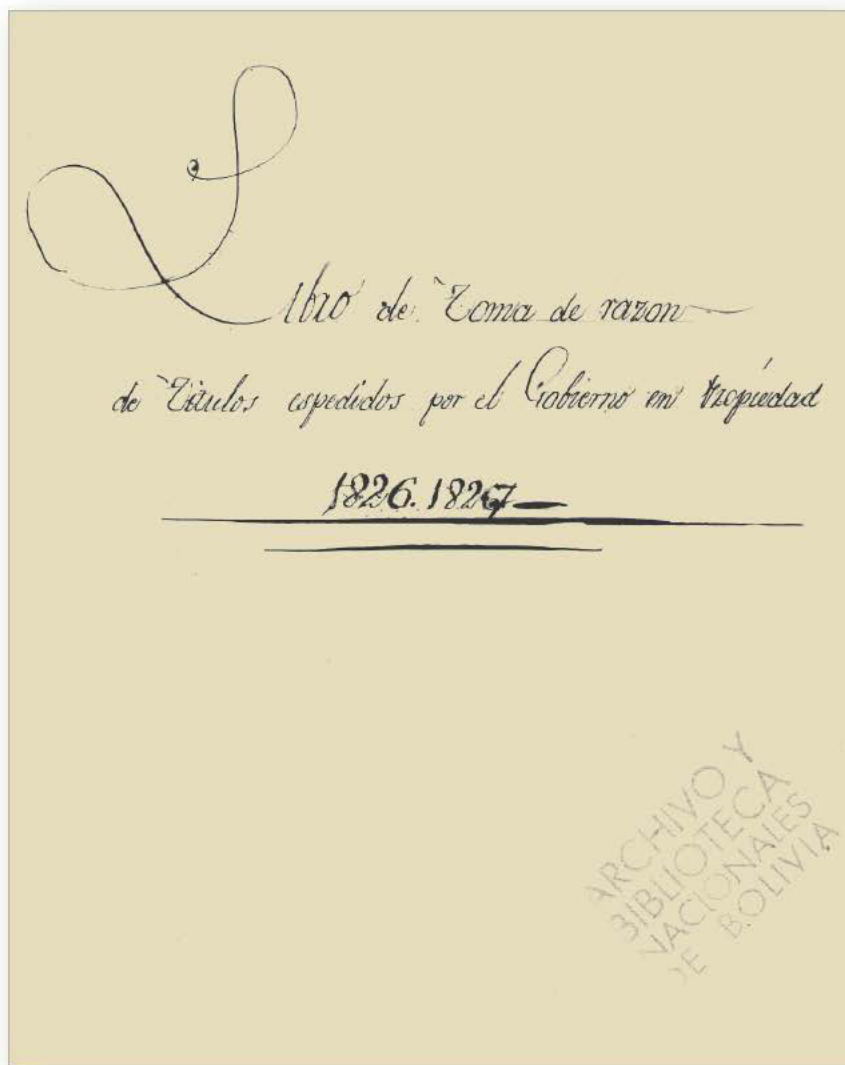 Libro de Toma de razon
de Titulos espedidos por el Gobierno en Propiedad
1826. 1827
ARCHIVO Y
BIBLIOTECA
NACIONALES
DE BOLIVIA